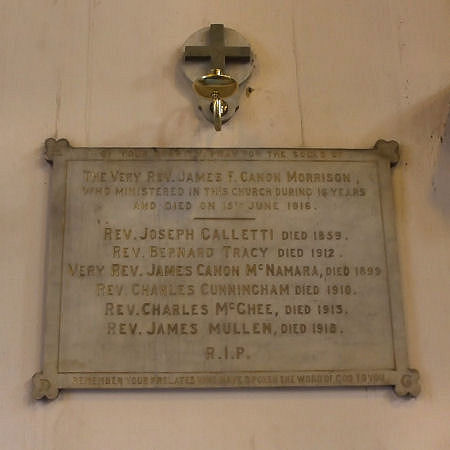 OF YOUR CHARITY PRAY FOR THE SOULS OF
THE VERY REV. JAMES F. CANON MORRISON,
WHO MINISTERED IN THIS CHURCH DURING 16 YEARS
AND DIED ON 15TH JUNE 1916.
REV. JOSEPH CALLETTI DIED 1859.
REV. BERNARD TRACY DIED 1912.
VERY REV. JAMES CANON McNAMARA, DIED 1899
REV. CHARLES CUNNINGHAM DIED 1910.
REV. CHARLES McGHEE, DIED 1915.
REV. JAMES MULLEN, DIED 1918.
R.I.P.
D REMEMBER YOUR PRELATES WHO HAVE SPOKEN THE WORD OF GOD TO YOU. G